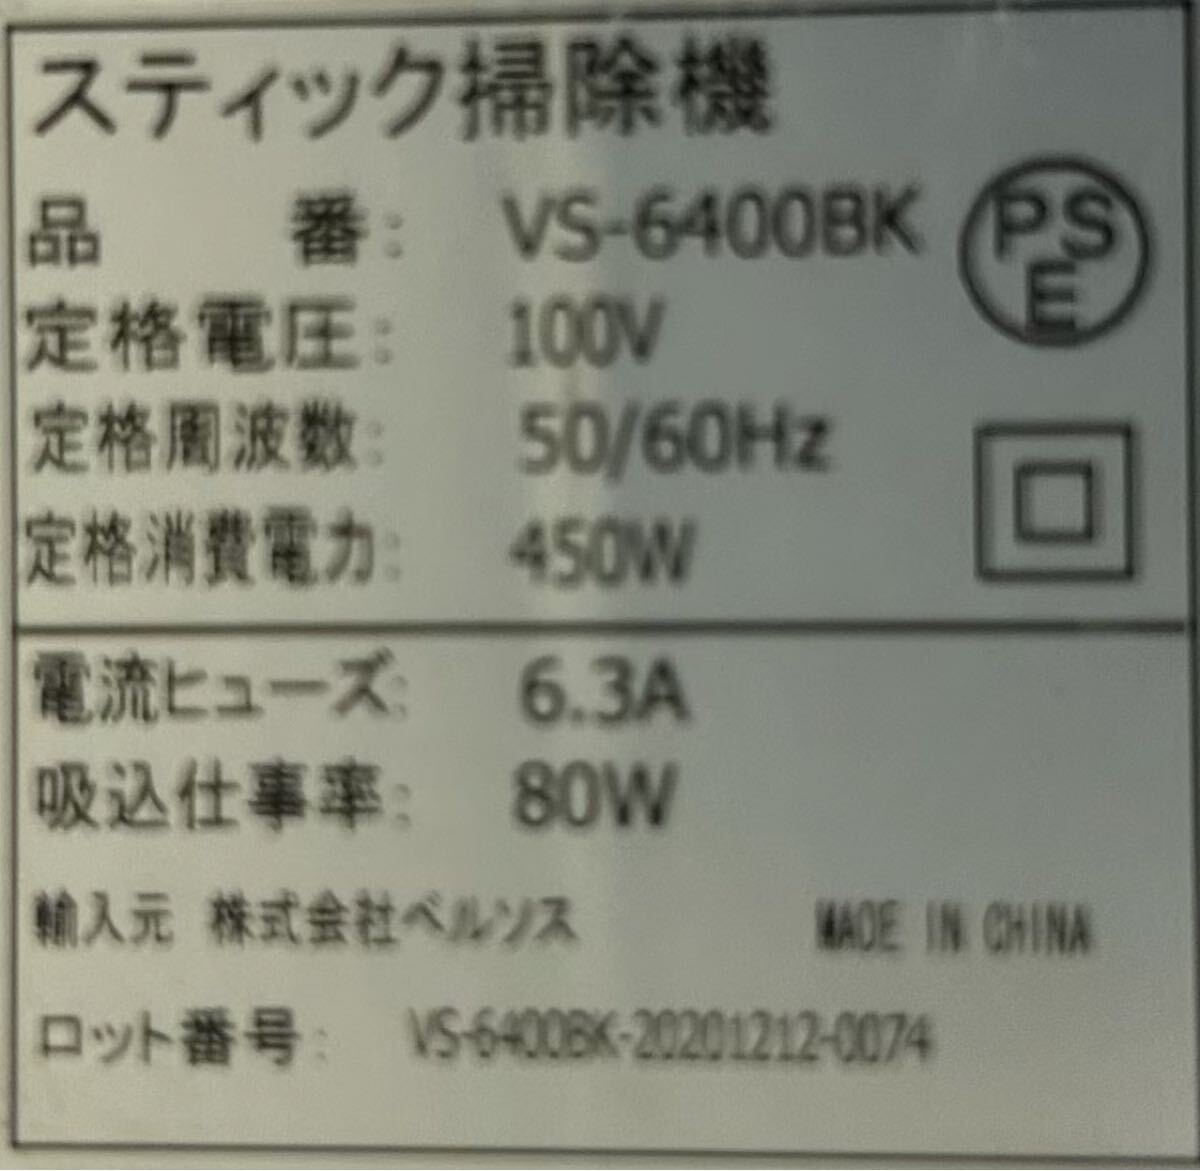 スティック掃除機
品番: VS-6400BK
PSE
定格電圧: 100V
定格周波数: 50/60Hz
定格消費電力: 450W
電流ヒューズ: 6.3A
吸込仕事率: 80W
輸入元 株式会社ベルソス MADE IN CHINA
ロット番号: VS-6400BK-20201212-0074